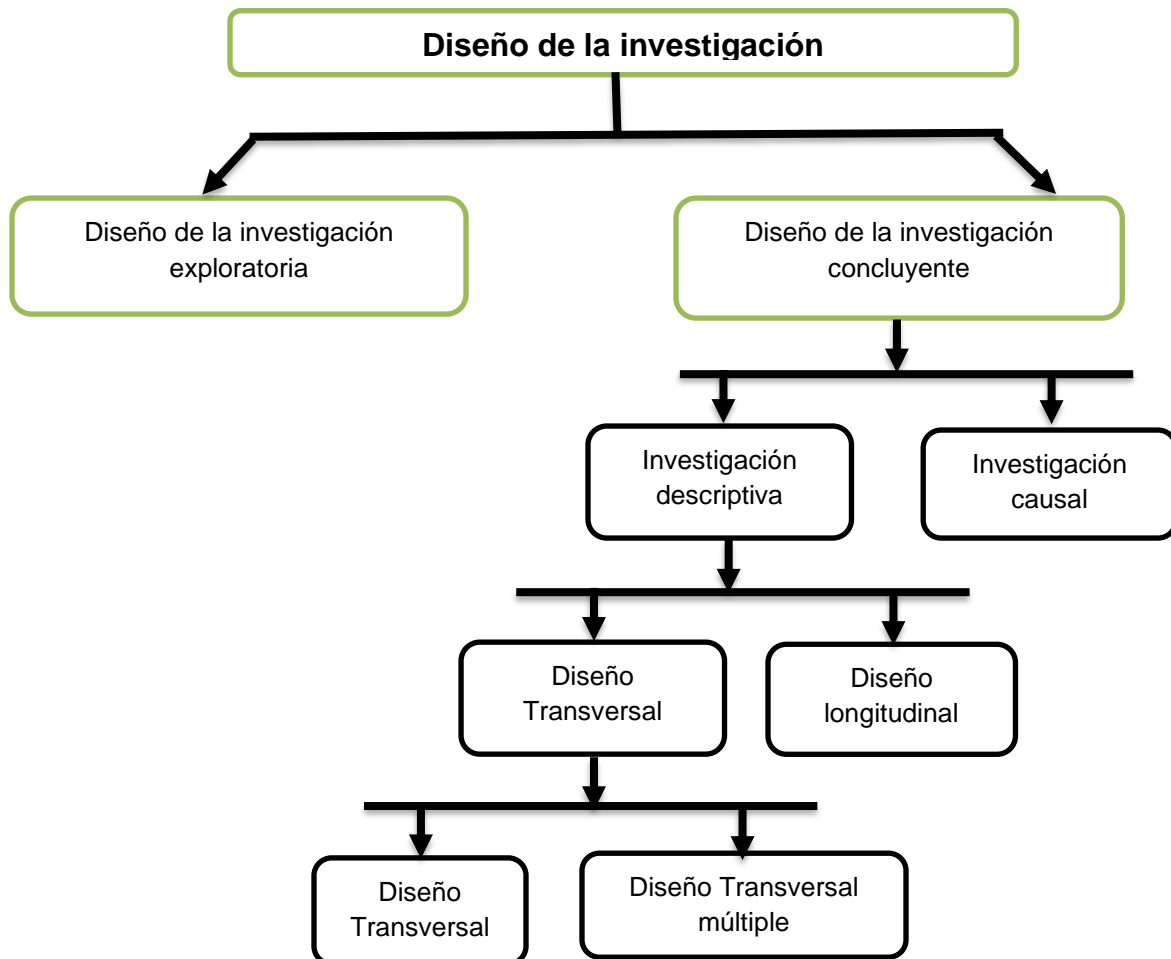 Diseño de la investigación
Diseño de la investigación
exploratoria
Diseño de la investigación
concluyente
Investigación
descriptiva
Investigación
causal
Diseño
Transversal
Diseño
longitudinal
Diseño
Transversal
Diseño Transversal
múltiple